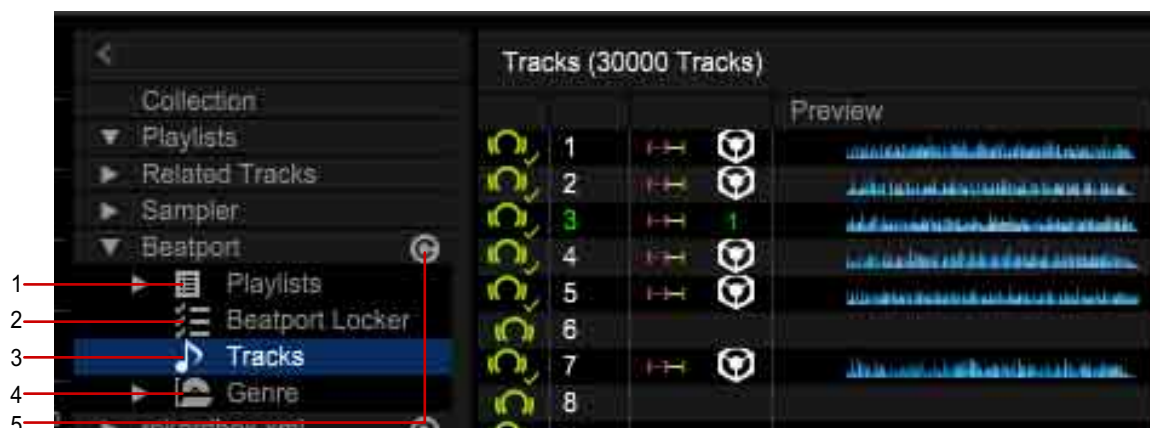 Tracks (30000 Tracks)
Collection
Preview
Playlists
1
Related Tracks
2
Sampler
3 1
Beatport
4
1 Playlists
5
2 Beatport Locker
6
3 Tracks
7
4 Genre
8
5